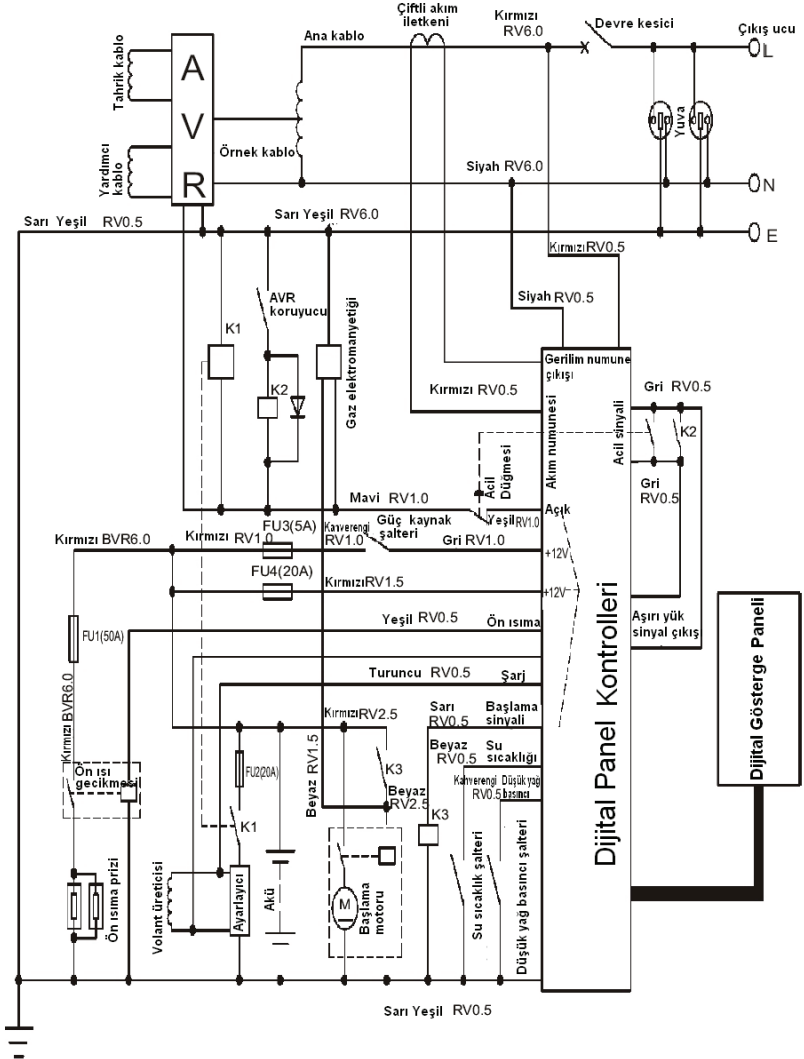 Çiftli akım
iletkeni
Kırmızı
RV6.0
Devre kesici
Çıkış ucu
Ana kablo
L
Tahrik kablo
A
V
R
Yuva
Örnek kablo
Yardımcı
kablo
Siyah RV6.0
N
Sarı Yeşil RV0.5
Sarı Yeşil RV6.0
E
Kırmızı RV0.5
Siyah RV0.5
AVR
koruyucu
K1
K2
Gaz elektromanyetiği
Gerilim numune
çıkışı
Kırmızı RV0.5
Akım numunesi
Acil sinyali
Gri RV0.5
K2
Gri
RV0.5
Acil
Düğmesi
Mavi RV1.0
Yeşil RV1.0
Açık
Kırmızı BVR6.0
Kırmızı RV1.0
FU3(5A)
Kahverengi
RV1.0
Güç kaynak
şalteri
Gri RV1.0
+12V
FU4(20A)
Kırmızı RV1.5
+12V
FU1(50A)
Yeşil RV0.5
Ön ısıma
Aşırı yük
sinyal çıkış
Dijital Panel Kontrolleri
Dijital Gösterge Paneli
Turuncu RV0.5
Şarj
Kırmızı BVR6.0
Kırmızı RV2.5
Sarı
RV0.5
Başlama
sinyali
Beyaz
RV0.5
Su
sıcaklığı
Kahverengi
RV0.5
Düşük yağ
basıncı
Ön ısı
gecikmesi
FU2(20A)
Beyaz RV1.5
K3
Beyaz
RV2.5
K3
K1
Ön ısıma prizi
Volant üreticisi
Ayarlayıcı
Akü
M
Başlama
motoru
Su sıcaklık şalteri
Düşük yağ basıncı şalteri
Sarı Yeşil RV0.5